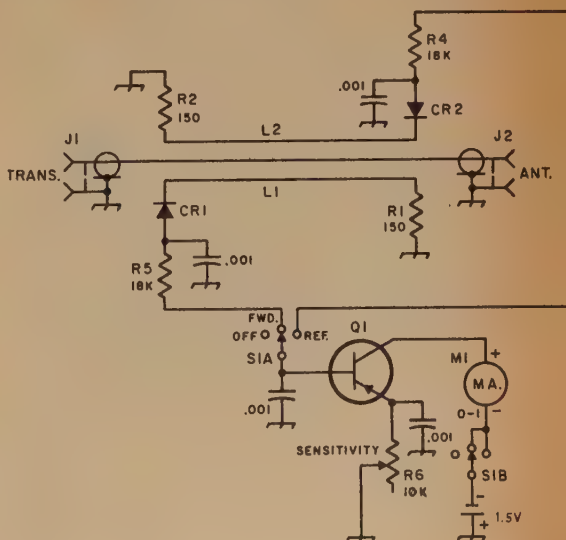 R4
18K
.001
CR2
R2
150
L2
J1
J2
TRANS.
ANT.
L1
CR1
R1
150
.001
R5
18K
FWD.
OFF
REF.
S1A
Q1
M1
+
MA.
0-1
-
.001
.001
SENSITIVITY
R6
10K
S1B
-
1.5V
+